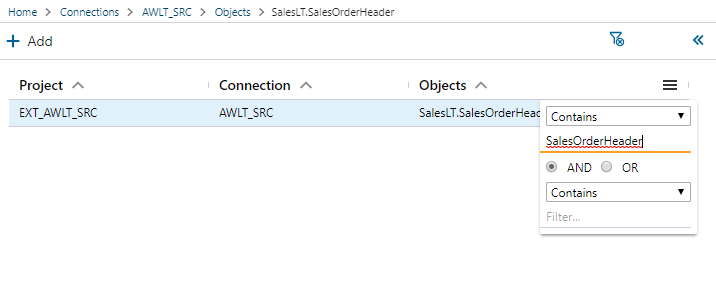 Home > Connections > AWLT_SRC > Objects > SalesLT.SalesOrderHeader
+ Add
Project Connection Objects
EXT_AWLT_SRC AWLT_SRC SalesLT.SalesOrderHead
Contains
SalesOrderHeader
AND OR
Contains
Filter...